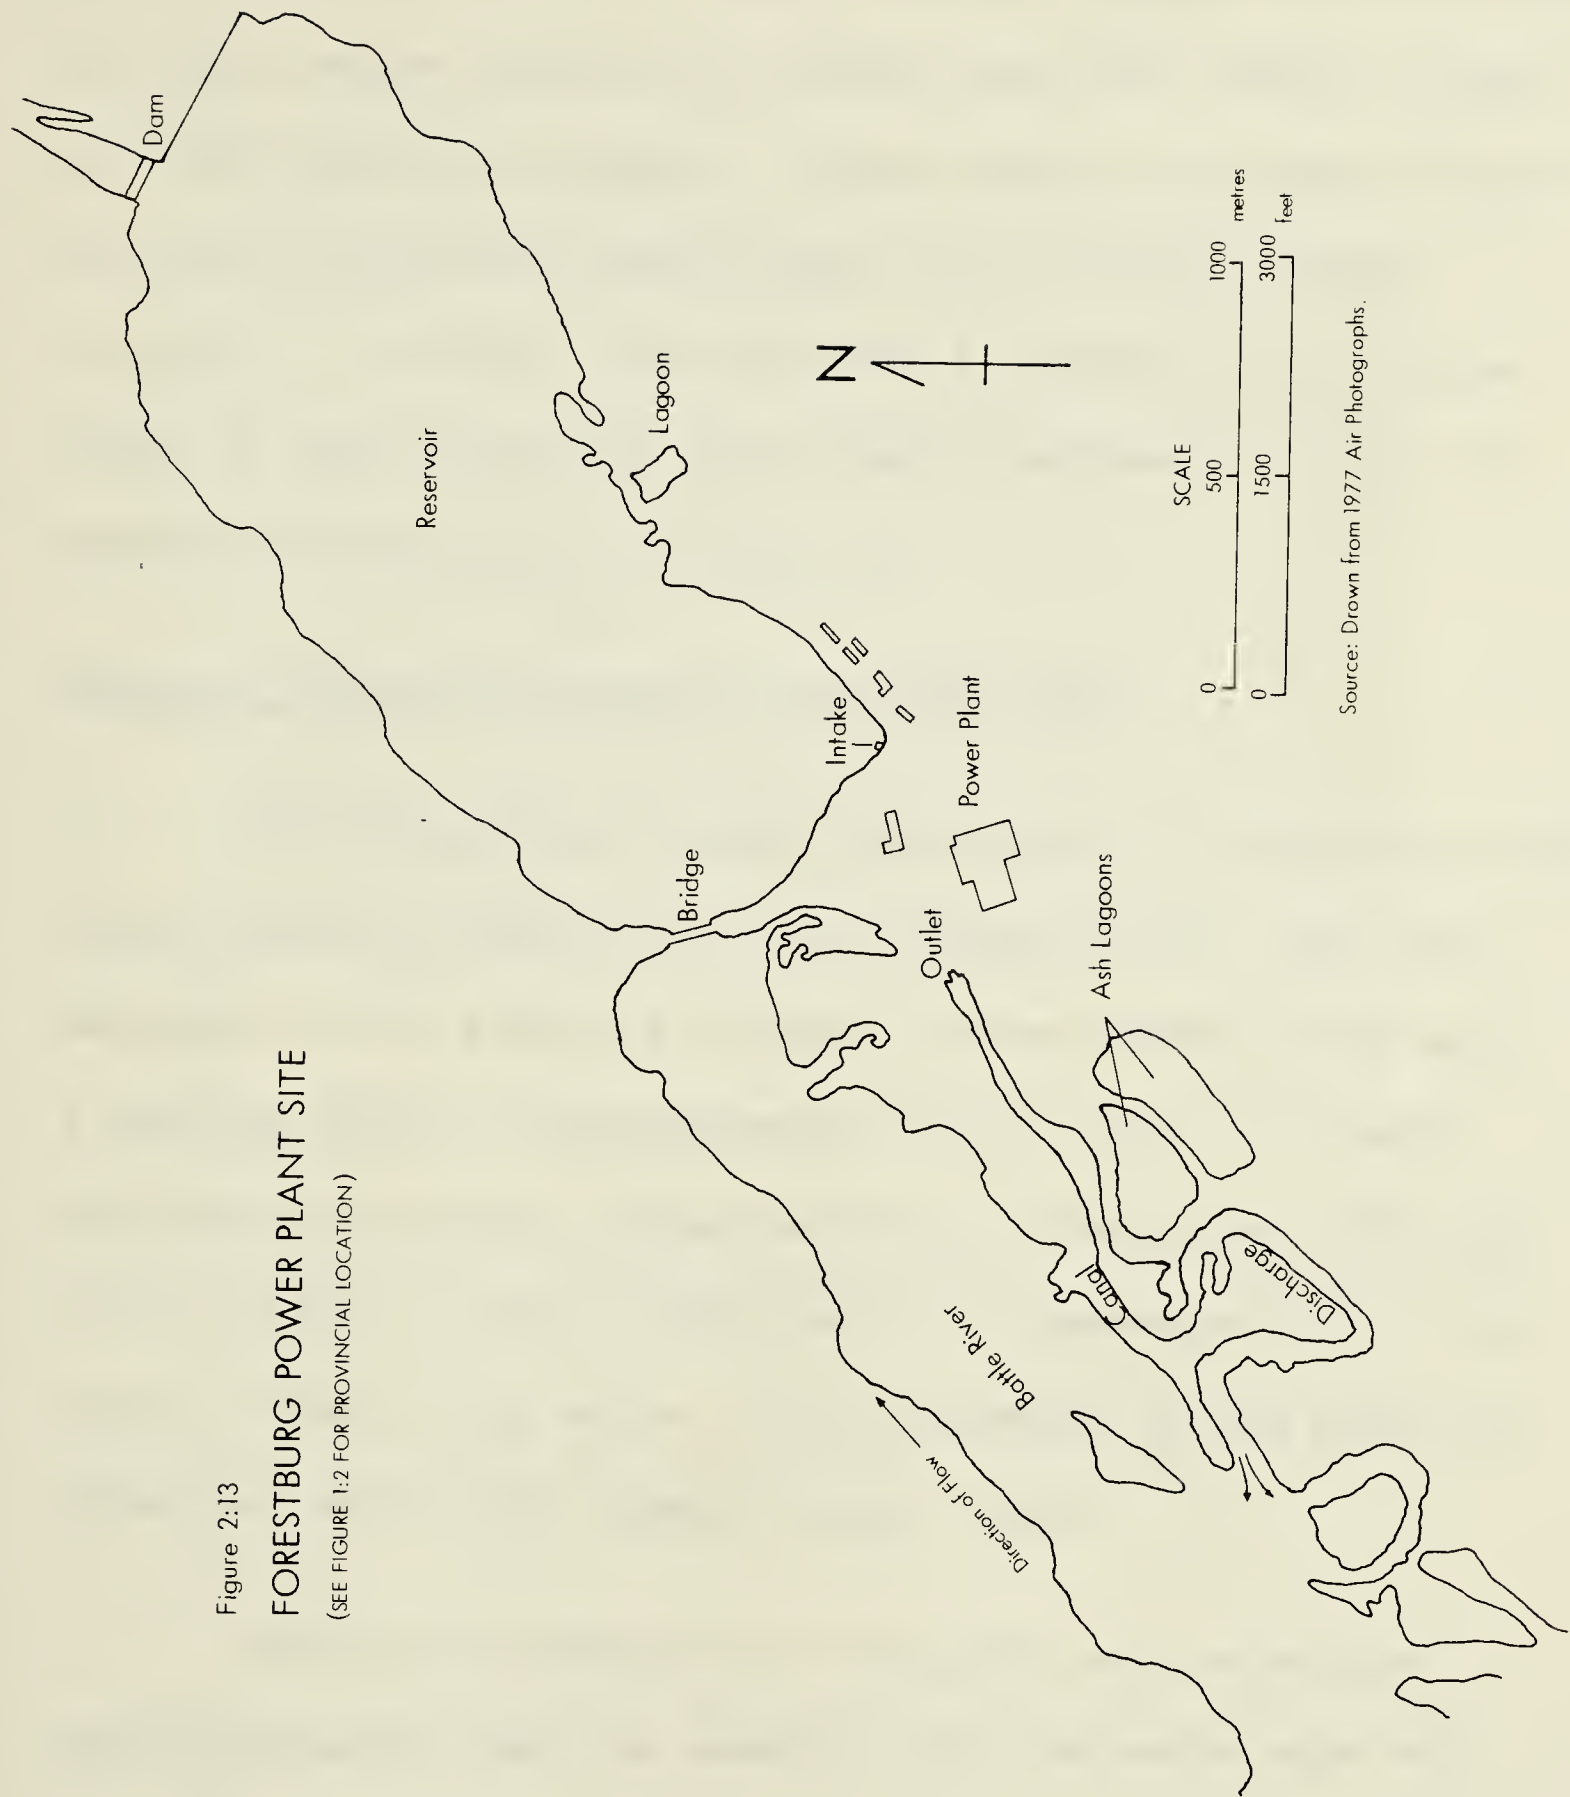 Figure 2:13
FORESTBURG POWER PLANT SITE
(SEE FIGURE 1:2 FOR PROVINCIAL LOCATION)
Dam
Reservoir
Lagoon
Bridge
Intake
Power Plant
Outlet
Ash Lagoons
Canal
Discharge
Battle River
Direction of Flow
N
SCALE
0 500 1000 metres
0 1500 3000 feet
Source: Drown from 1977 Air Photographs.